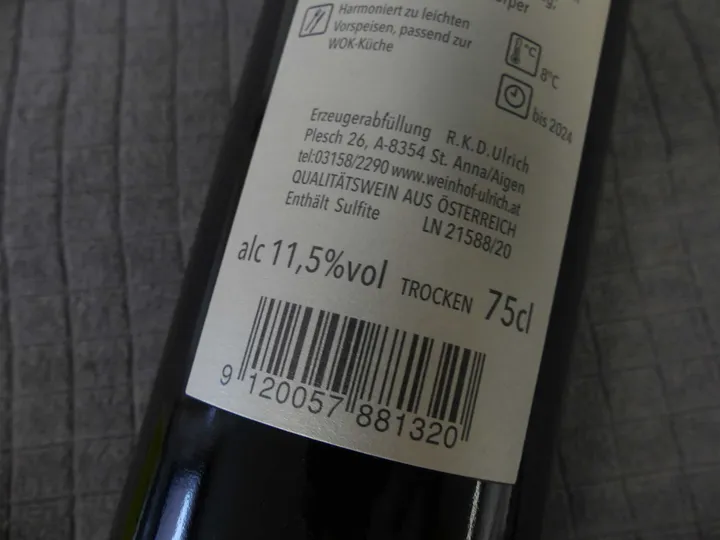 Harmoniert zu leichten
Vorspeisen, passend zur
WOK-Küche
°C
8°C
bis 2024
Erzeugerabfüllung R.K.D.Ulrich
Plesch 26, A-8354 St. Anna/Aigen
tel:03158/2290 www.weinhof-ulrich.at
QUALITÄTSWEIN AUS ÖSTERREICH
Enthält Sulfite LN 21588/20
alc 11,5%vol TROCKEN 75cl
9 120057 881320